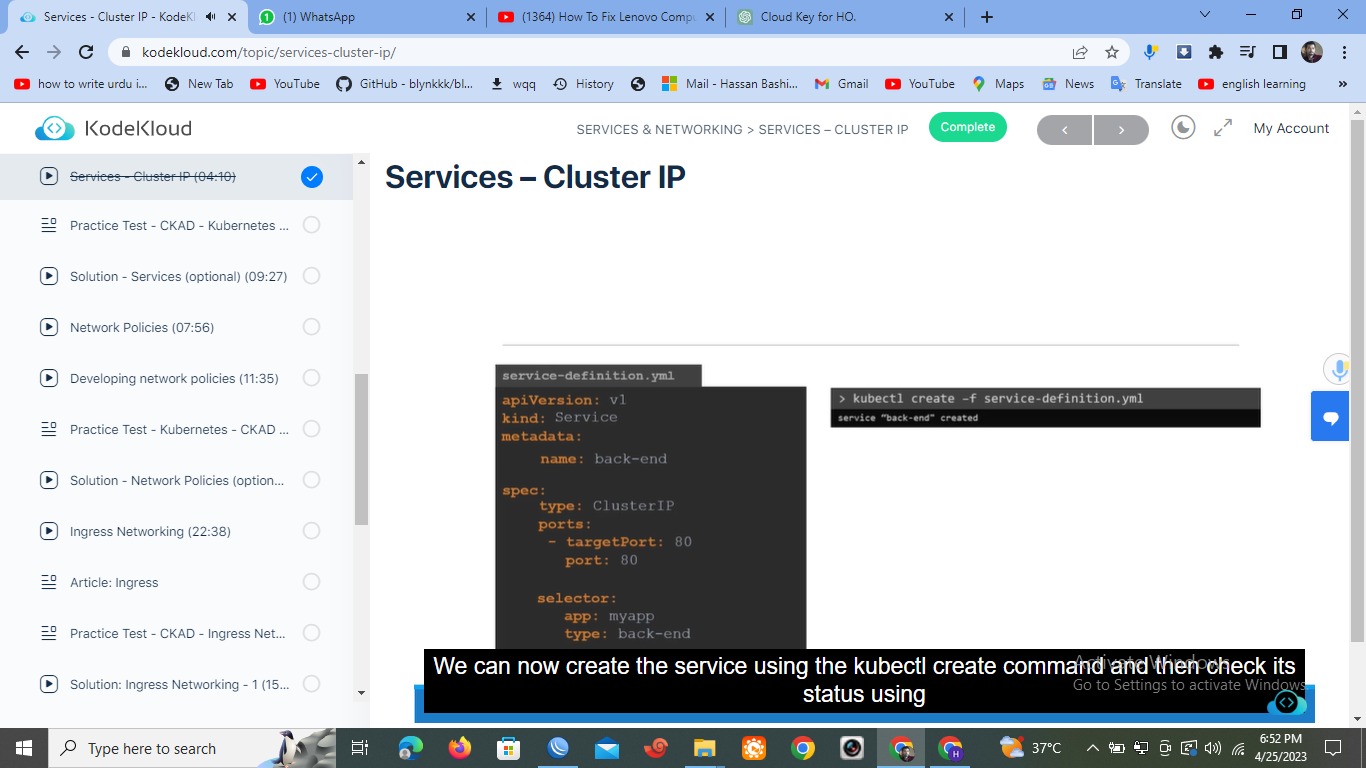 Services - Cluster IP - KodeKl
(1) WhatsApp
(1364) How To Fix Lenovo Compu
Cloud Key for HO.
kodekloud.com/topic/services-cluster-ip/
how to write urdu i...
New Tab
YouTube
GitHub - blynkkk/bl...
wqq
History
Mail - Hassan Bashi...
Gmail
YouTube
Maps
News
Translate
english learning
»
KodeKloud
SERVICES & NETWORKING > SERVICES – CLUSTER IP
Complete
My Account
Services - Cluster IP (04:10)
Practice Test - CKAD - Kubernetes ...
Solution - Services (optional) (09:27)
Network Policies (07:56)
Developing network policies (11:35)
Practice Test - Kubernetes - CKAD ...
Solution - Network Policies (option...
Ingress Networking (22:38)
Article: Ingress
Practice Test - CKAD - Ingress Net...
Solution: Ingress Networking - 1 (15...
Services – Cluster IP
service-definition.yml
apiVersion: v1
kind: Service
metadata:
name: back-end
spec:
type: ClusterIP
ports:
- targetPort: 80
port: 80
selector:
app: myapp
type: back-end
> kubectl create -f service-definition.yml
service "back-end" created
We can now create the service using the kubectl create command and then check its
status using
Activate Windows
Go to Settings to activate Windows.
Type here to search
37°C
6:52 PM
4/25/2023